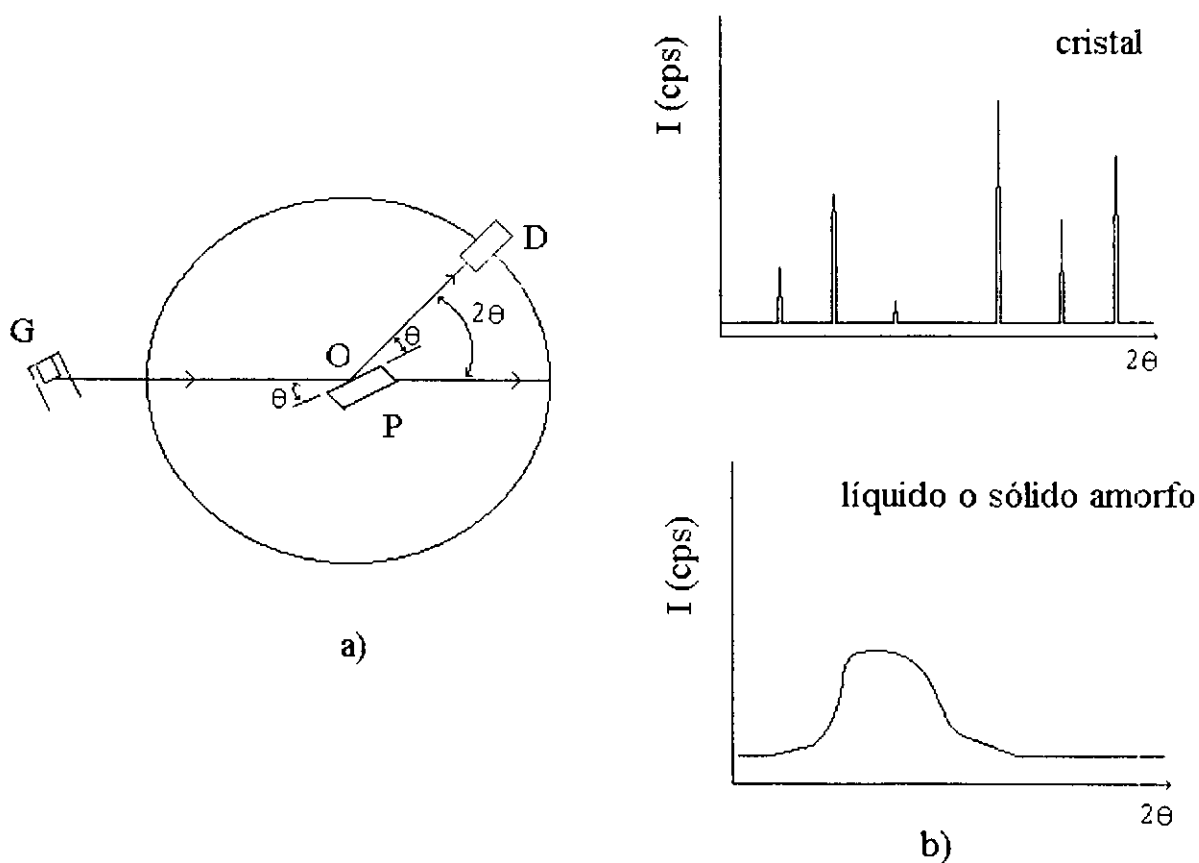 G
O
P
D
θ
θ
2θ
a)
cristal
I (cps)
2θ
líquido o sólido amorfo
I (cps)
2θ
b)